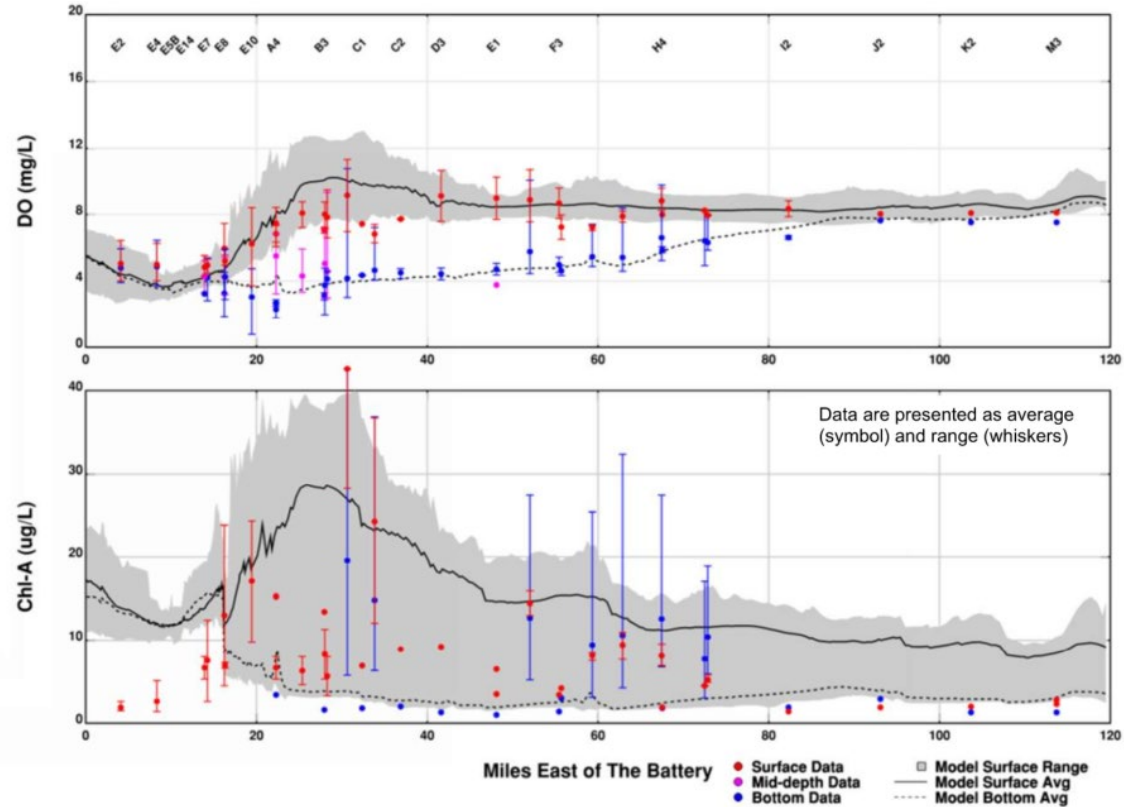 20
16
12
8
4
0
DO (mg/L)
E2 E4 E5B E14 E7 E8 E10 A4 B3 C1 C2 D3 E1 F3 H4 I2 J2 K2 M3
0 20 40 60 80 100 120
40
30
20
10
0
Chl-A (ug/L)
Data are presented as average
(symbol) and range (whiskers)
0 20 40 60 80 100 120
Miles East of The Battery
Surface Data
Mid-depth Data
Bottom Data
Model Surface Range
Model Surface Avg
Model Bottom Avg